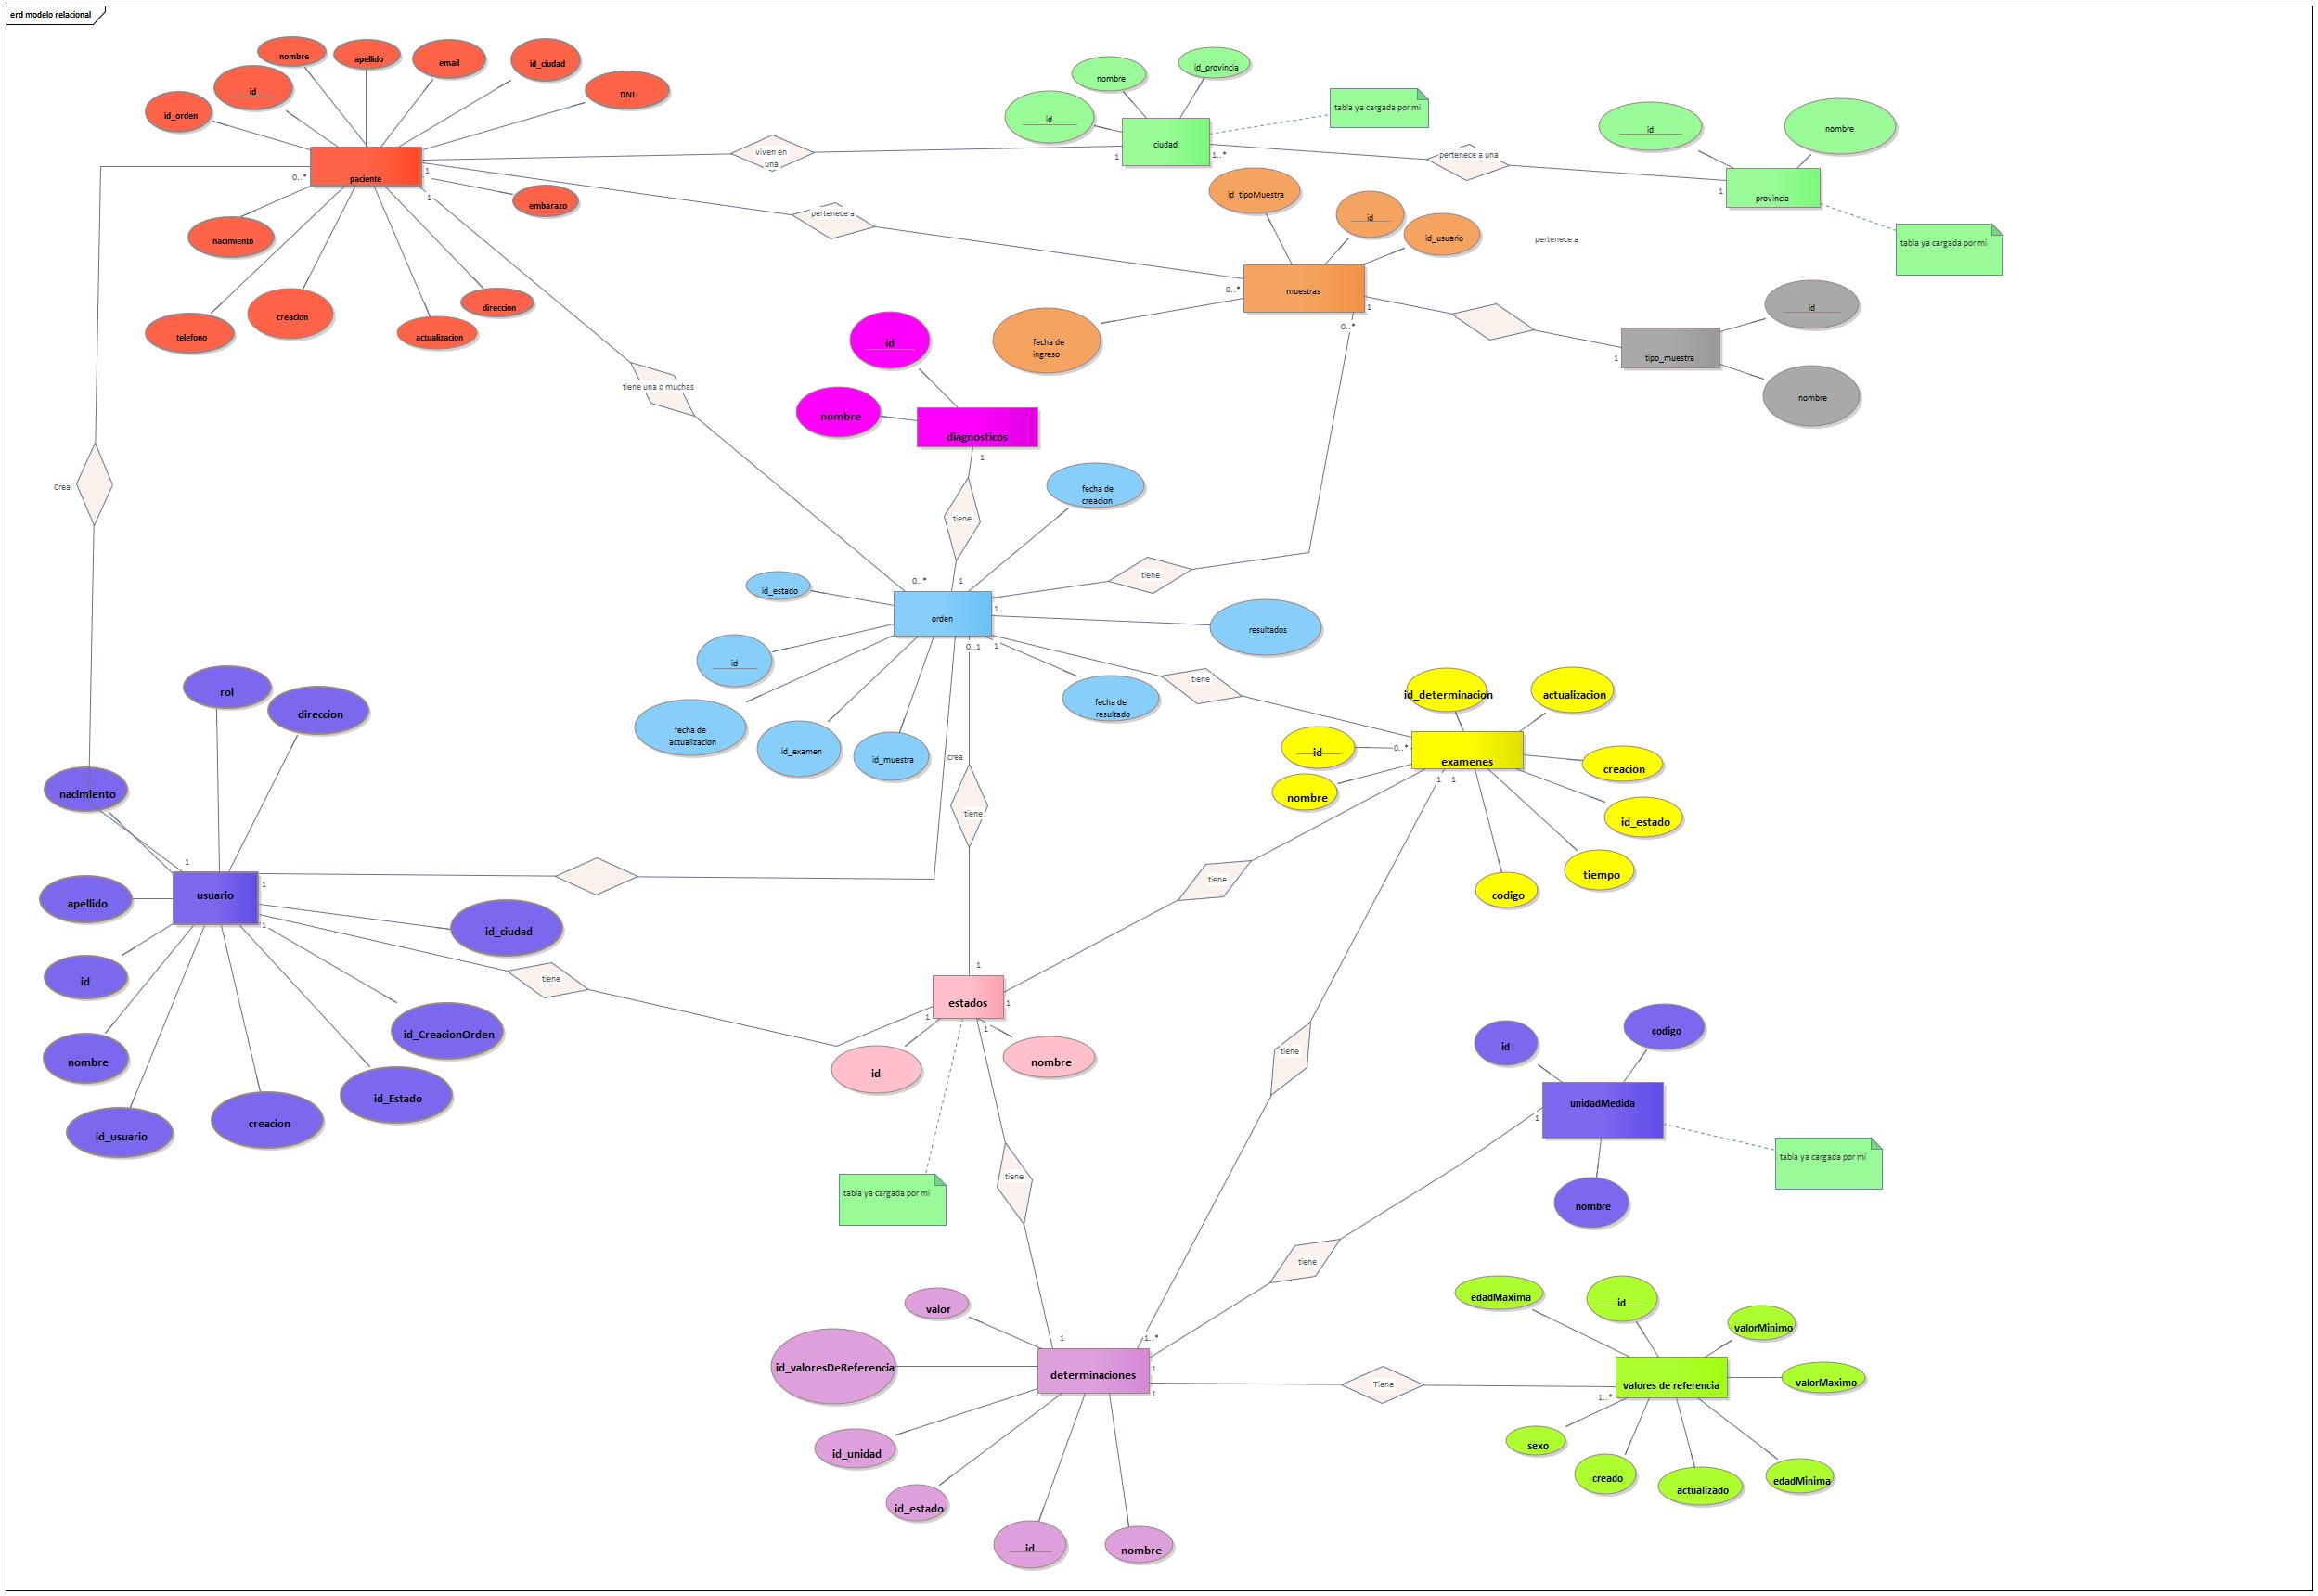 erd modelo relacional
nombre
apellido
email
id_ciudad
DNI
id
id_orden
paciente
0..*
1
1
embarazo
nacimiento
telefono
creacion
actualizacion
direccion
viven en
una
nombre
id_provincia
id
ciudad
1
1..*
tabla ya cargada por mi
pertenece a una
id
nombre
provincia
1
tabla ya cargada por mi
pertenece a
id_tipoMuestra
id
id_usuario
pertenece a
muestras
0..*
1
0..*
fecha de
ingreso
id
tipo_muestra
1
nombre
tiene una o muchas
id
nombre
diagnosticos
1
Crea
tiene
fecha de
creacion
tiene
0..*
1
id_estado
orden
1
resultados
0..1
1
id
fecha de
actualizacion
id_examen
id_muestra
fecha de
resultado
tiene
crea
tiene
id_determinacion
actualizacion
id
0..*
examenes
creacion
nombre
1
1
id_estado
tiempo
codigo
tiene
rol
direccion
nacimiento
1
usuario
1
apellido
1
id_ciudad
id
tiene
id_CreacionOrden
nombre
id_Estado
creacion
id_usuario
1
estados
1
1
1
id
nombre
tabla ya cargada por mi
tiene
tiene
id
codigo
unidadMedida
1
nombre
tabla ya cargada por mi
tiene
valor
1
1..*
id_valoresDeReferencia
determinaciones
1
1
id_unidad
id_estado
id
nombre
Tiene
edadMaxima
id
valorMinimo
valores de referencia
valorMaximo
1..*
sexo
creado
actualizado
edadMinima